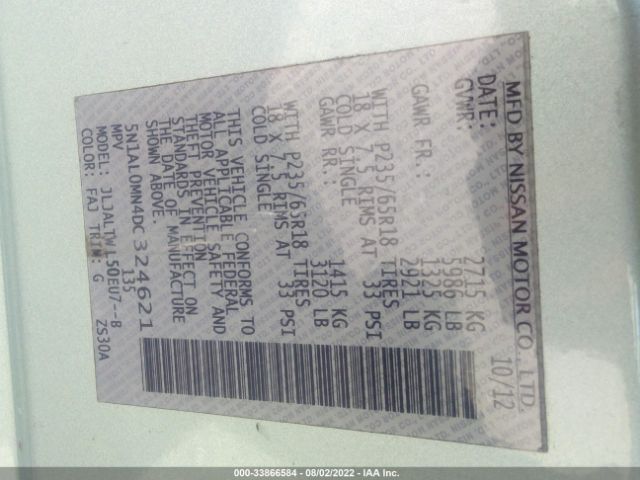 MFD BY NISSAN MOTOR CO., LTD.
DATE: 10/12
GVWR: 2715 KG
5986 LB
GAWR FR.: 1325 KG
2921 LB
WITH P235/65R18 TIRES
18 X 7.5 RIMS AT 33 PSI
COLD SINGLE
GAWR RR.: 1415 KG
3120 LB
WITH P235/65R18 TIRES
18 X 7.5 RIMS AT 33 PSI
COLD SINGLE
THIS VEHICLE CONFORMS TO
ALL APPLICABLE FEDERAL
MOTOR VEHICLE SAFETY AND
THEFT PREVENTION
STANDARDS IN EFFECT ON
THE DATE OF MANUFACTURE
SHOWN ABOVE.
5N1AL0MN4DC324621
MPV 135
MODEL: JLJALTWL50EU7--B
COLOR: FAJ TRIM: G ZS30A
000-33866584 - 08/02/2022 - IAA Inc.